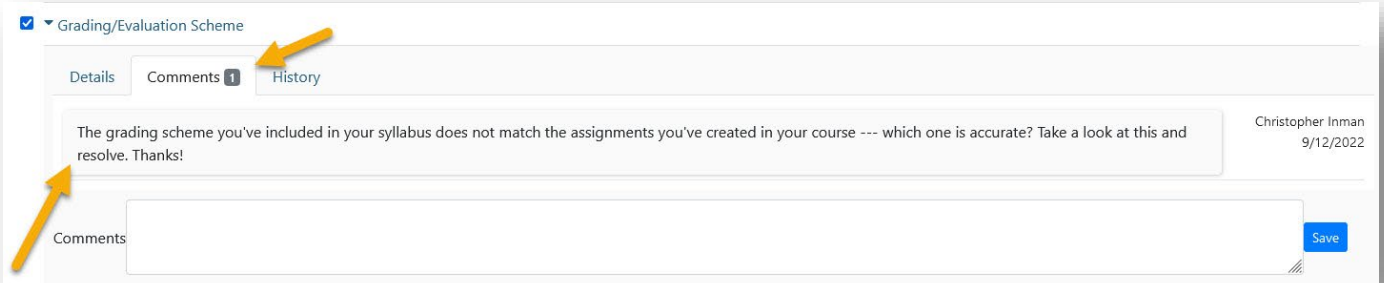 Grading/Evaluation Scheme
Details Comments 1 History
The grading scheme you've included in your syllabus does not match the assignments you've created in your course --- which one is accurate? Take a look at this and
resolve. Thanks!
Christopher Inman
9/12/2022
Comments
Save